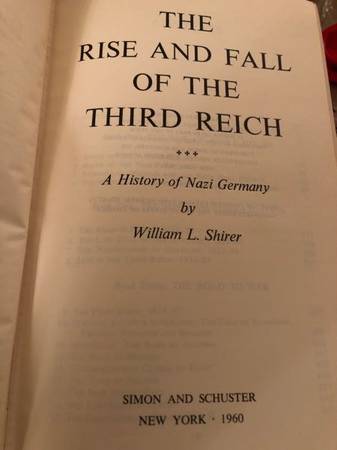 THE
RISE AND FALL
OF THE
THIRD REICH
+++
A History of Nazi Germany
by
William L. Shirer
SIMON AND SCHUSTER
NEW YORK · 1960